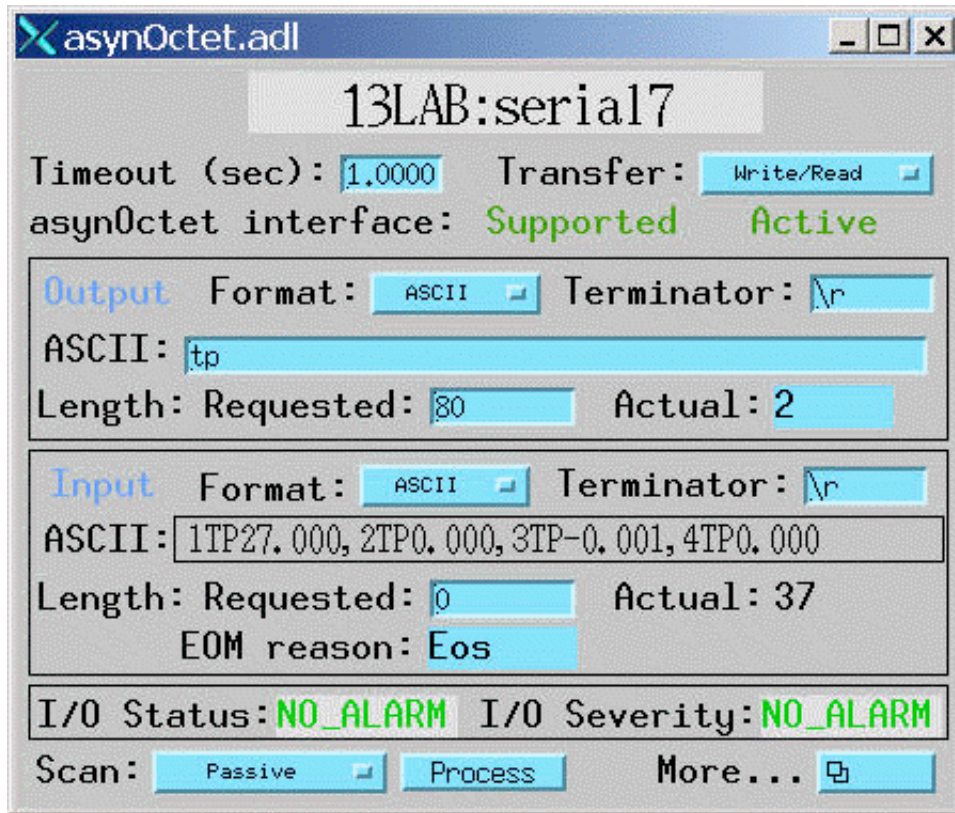 asynOctet.adl
13LAB:serial7
Timeout (sec): 1.0000 Transfer: Write/Read
asynOctet interface: Supported Active
Output Format: ASCII Terminator: \r
ASCII: tp
Length: Requested: 80 Actual: 2
Input Format: ASCII Terminator: \r
ASCII: 1TP27.000,2TP0.000,3TP-0.001,4TP0.000
Length: Requested: 0 Actual: 37
EOM reason: Eos
I/O Status: NO_ALARM I/O Severity: NO_ALARM
Scan: Passive Process More...